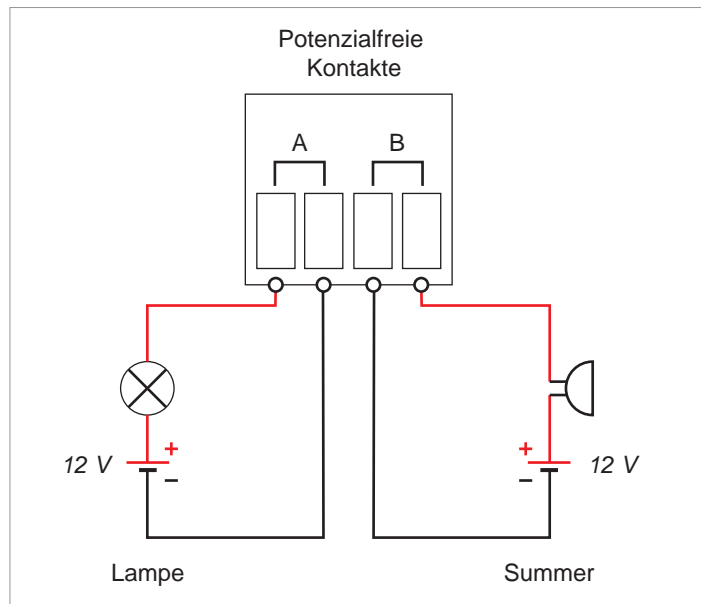 Potenzialfreie
Kontakte
A B
+ +
12 V 12 V
– –
Lampe Summer